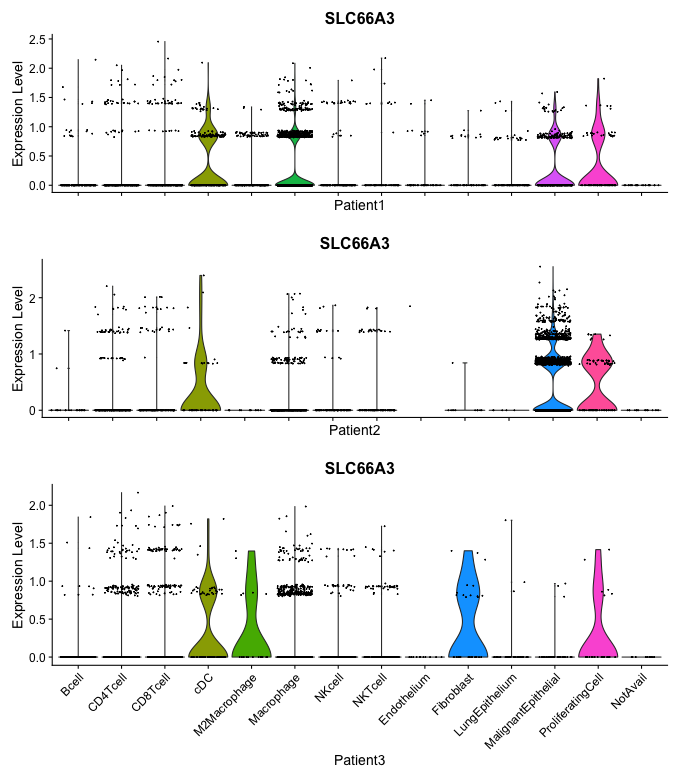 SLC66A3
Expression Level
2.5
2.0
1.5
1.0
0.5
0.0
Patient1
SLC66A3
Expression Level
2
1
0
Patient2
SLC66A3
Expression Level
2.0
1.5
1.0
0.5
0.0
Bcell
CD4Tcell
CD8Tcell
cDC
M2Macrophage
Macrophage
NKcell
NKTcell
Endothelium
Fibroblast
LungEpithelium
MalignantEpithelial
ProliferatingCell
NotAvail
Patient3